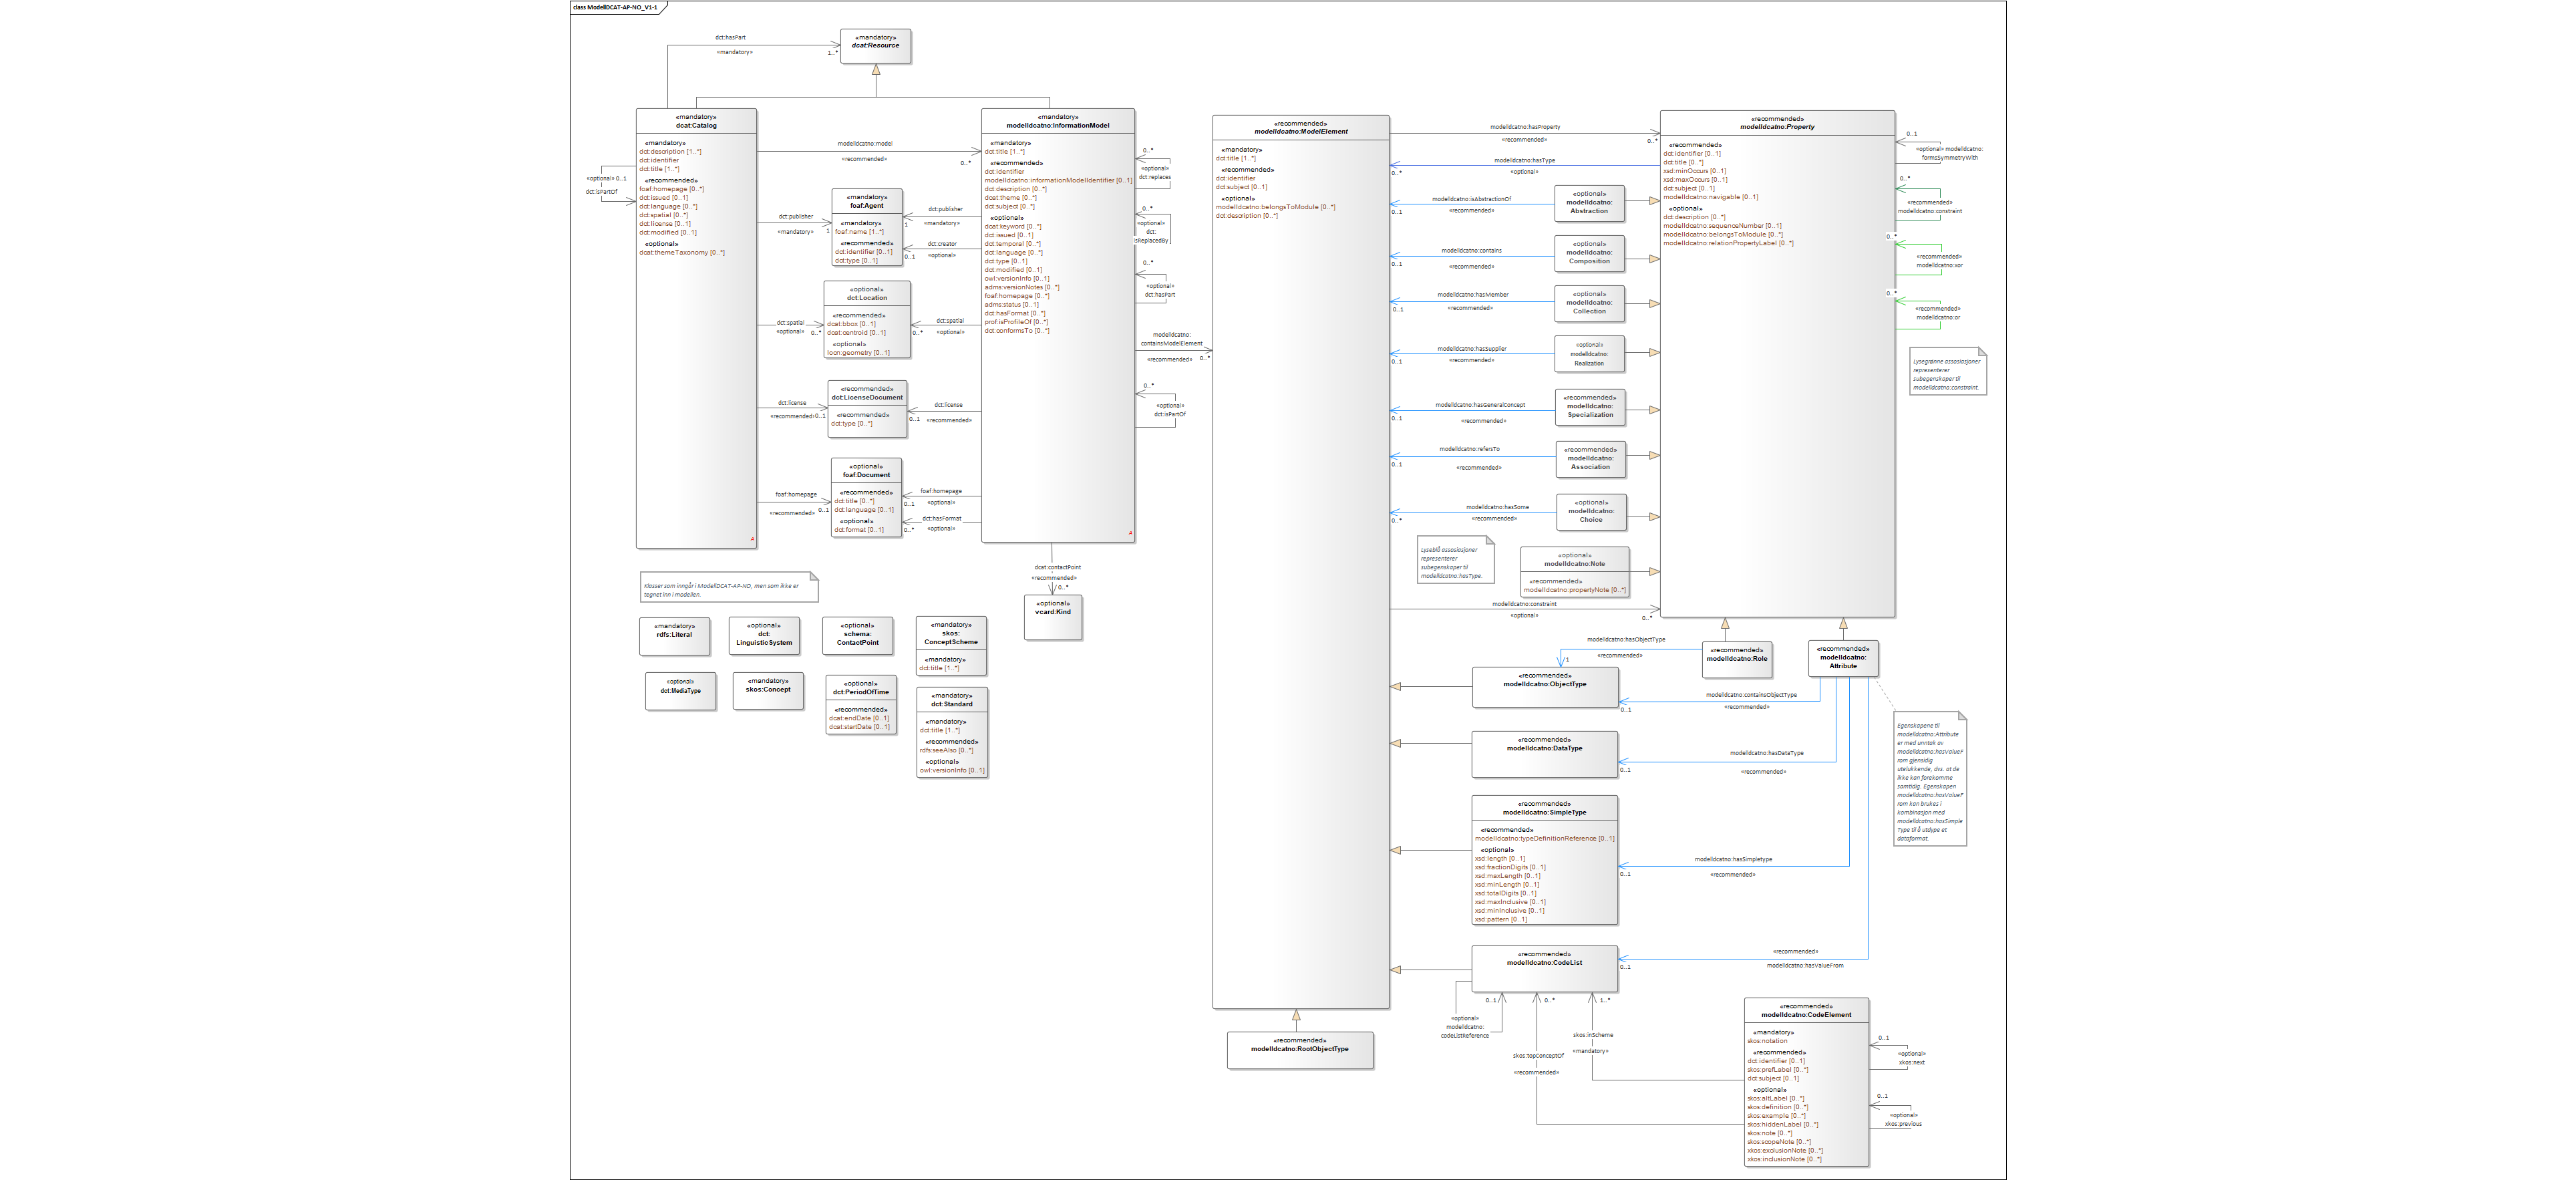 class ModellDCAT-AP-NO_V1-1
dct:hasPart
«mandatory»
1..*
«mandatory»
dcat:Resource
«mandatory»
dcat:Catalog
«mandatory»
dct:description [1..*]
dct:identifier
dct:title [1..*]
«recommended»
foaf:homepage [0..*]
dct:issued [0..1]
dct:language [0..*]
dct:spatial [0..*]
dct:license [0..1]
dct:modified [0..1]
«optional»
dcat:themeTaxonomy [0..*]
«optional» 0..1
dct:isPartOf
modelldcatno:model
«recommended»
0..*
dct:publisher
«mandatory»
1
dct:spatial
«optional»
0..*
dct:license
«recommended»
0..1
foaf:homepage
«recommended»
0..1
«mandatory»
foaf:Agent
«mandatory»
foaf:name [1..*]
«recommended»
dct:identifier [0..1]
dct:type [0..1]
«optional»
dct:Location
«recommended»
dcat:bbox [0..1]
dcat:centroid [0..1]
«optional»
locn:geometry [0..1]
«recommended»
dct:LicenseDocument
«recommended»
dct:type [0..*]
«optional»
foaf:Document
«recommended»
dct:title [0..*]
dct:language [0..1]
«optional»
dct:format [0..1]
dct:publisher
1
«mandatory»
dct:creator
0..1
«optional»
dct:spatial
0..*
«optional»
dct:license
0..1
«recommended»
foaf:homepage
0..1
«optional»
dct:hasFormat
0..*
«optional»
«mandatory»
modelldcatno:InformationModel
«mandatory»
dct:title [1..*]
«recommended»
dct:identifier
modelldcatno:informationModelIdentifier [0..1]
dct:description [0..*]
dcat:theme [0..*]
dct:subject [0..*]
«optional»
dcat:keyword [0..*]
dct:issued [0..1]
dct:temporal [0..*]
dct:language [0..*]
dct:type [0..1]
dct:modified [0..1]
owl:versionInfo [0..1]
adms:versionNotes [0..*]
foaf:homepage [0..*]
adms:status [0..1]
dct:hasFormat [0..*]
prof:isProfileOf [0..*]
dct:conformsTo [0..*]
0..*
«optional»
dct:replaces
0..*
«optional»
dct:
isReplacedBy
0..*
«optional»
dct:hasPart
modelldcatno:
containsModelElement
«recommended»
0..*
0..*
«optional»
dct:isPartOf
dcat:contactPoint
«recommended»
0..*
«optional»
vcard:Kind
Klasser som inngår i ModellDCAT-AP-NO, men som ikke er
tegnet inn i modellen.
«mandatory»
rdfs:Literal
«optional»
dct:
LinguisticSystem
«optional»
schema:
ContactPoint
«mandatory»
skos:
ConceptScheme
«mandatory»
dct:title [1..*]
«optional»
dct:MediaType
«mandatory»
skos:Concept
«optional»
dct:PeriodOfTime
«recommended»
dcat:endDate [0..1]
dcat:startDate [0..1]
«mandatory»
dct:Standard
«mandatory»
dct:title [1..*]
«recommended»
rdfs:seeAlso [0..*]
«optional»
owl:versionInfo [0..1]
«recommended»
modelldcatno:ModelElement
«mandatory»
dct:title [1..*]
«recommended»
dct:identifier
dct:subject [0..1]
«optional»
modelldcatno:belongsToModule [0..*]
dct:description [0..*]
modelldcatno:hasProperty
«recommended»
0..*
modelldcatno:hasType
«optional»
0..*
modelldcatno:isAbstractionOf
«recommended»
0..1
«optional»
modelldcatno:
Abstraction
modelldcatno:contains
«recommended»
0..1
«optional»
modelldcatno:
Composition
modelldcatno:hasMember
«recommended»
0..1
«optional»
modelldcatno:
Collection
modelldcatno:hasSupplier
«recommended»
0..1
«optional»
modelldcatno:
Realization
modelldcatno:hasGeneralConcept
«recommended»
0..1
«recommended»
modelldcatno:
Specialization
modelldcatno:refersTo
«recommended»
0..1
«recommended»
modelldcatno:
Association
modelldcatno:hasSome
«recommended»
0..*
«optional»
modelldcatno:
Choice
Lyseblå assosiasjoner
representerer
subegenskaper til
modelldcatno:hasType.
«optional»
modelldcatno:Note
«recommended»
modelldcatno:propertyNote [0..*]
modelldcatno:constraint
«optional»
0..*
«recommended»
modelldcatno:Property
«recommended»
dct:identifier [0..1]
dct:title [0..*]
xsd:minOccurs [0..1]
xsd:maxOccurs [0..1]
dct:subject [0..1]
modelldcatno:navigable [0..1]
«optional»
dct:description [0..*]
modelldcatno:sequenceNumber [0..1]
modelldcatno:belongsToModule [0..*]
modelldcatno:relationPropertyLabel [0..*]
0..1
«optional» modelldcatno:
formsSymmetryWith
0..*
«recommended»
modelldcatno:constraint
0..*
«recommended»
modelldcatno:xor
0..*
«recommended»
modelldcatno:or
Lysegrønne assosiasjoner
representerer
subegenskaper til
modelldcatno:constraint.
modelldcatno:hasObjectType
«recommended»
1
«recommended»
modelldcatno:Role
«recommended»
modelldcatno:
Attribute
«recommended»
modelldcatno:ObjectType
modelldcatno:containsObjectType
«recommended»
0..1
«recommended»
modelldcatno:DataType
modelldcatno:hasDataType
«recommended»
0..1
Egenskapene til
modelldcatno:Attribute
er med unntak av
modelldcatno:hasValueF
rom gjensidig
utelukkende, dvs. at de
ikke kan forekomme
samtidig. Egenskapen
modelldcatno:hasValueF
rom kan brukes i
kombinasjon med
modelldcatno:hasSimple
Type til å utdype et
dataformat.
«recommended»
modelldcatno:SimpleType
«recommended»
modelldcatno:typeDefinitionReference [0..1]
«optional»
xsd:length [0..1]
xsd:fractionDigits [0..1]
xsd:maxLength [0..1]
xsd:minLength [0..1]
xsd:totalDigits [0..1]
xsd:maxInclusive [0..1]
xsd:minInclusive [0..1]
xsd:pattern [0..1]
modelldcatno:hasSimpletype
«recommended»
0..1
«recommended»
modelldcatno:CodeList
«recommended»
modelldcatno:hasValueFrom
0..1
0..1
«optional»
modelldcatno:
codeListReference
0..*
skos:topConceptOf
«recommended»
1..*
skos:inScheme
«mandatory»
«recommended»
modelldcatno:RootObjectType
«recommended»
modelldcatno:CodeElement
«mandatory»
skos:notation
«recommended»
dct:identifier [0..1]
skos:prefLabel [0..*]
dct:subject [0..1]
«optional»
skos:altLabel [0..*]
skos:definition [0..*]
skos:example [0..*]
skos:hiddenLabel [0..*]
skos:note [0..*]
skos:scopeNote [0..*]
xkos:exclusionNote [0..*]
xkos:inclusionNote [0..*]
0..1
«optional»
xkos:next
0..1
«optional»
xkos:previous